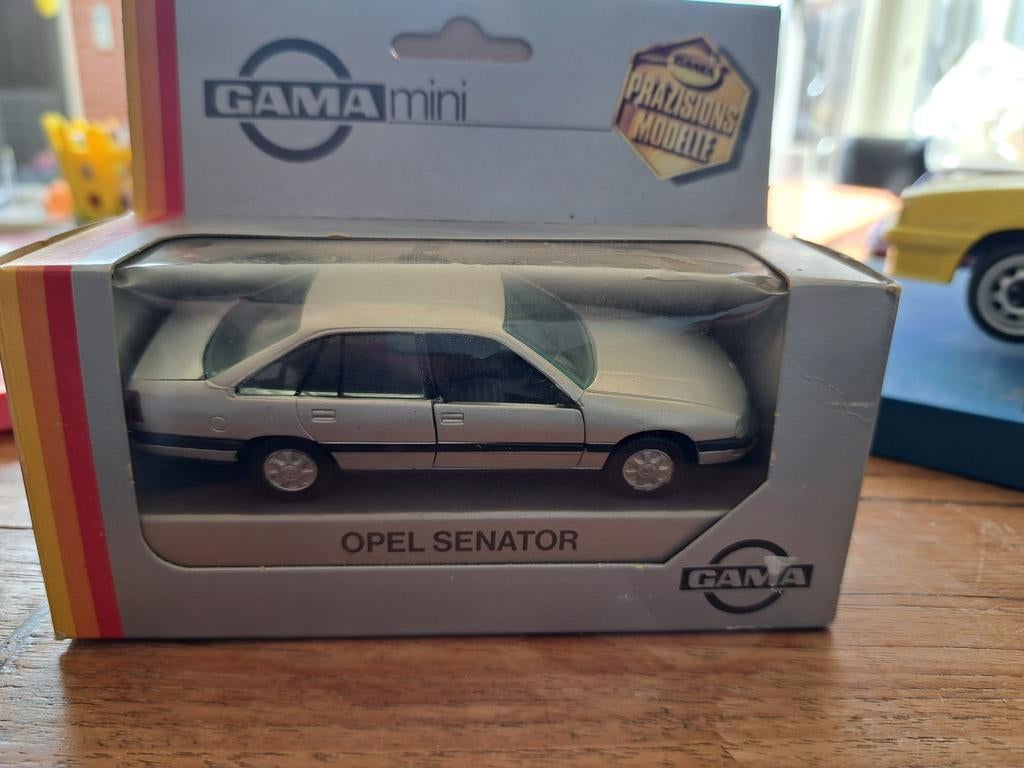 GAMA mini
GAMA
PRÄZISIONS
MODELLE
OPEL SENATOR
GAMA